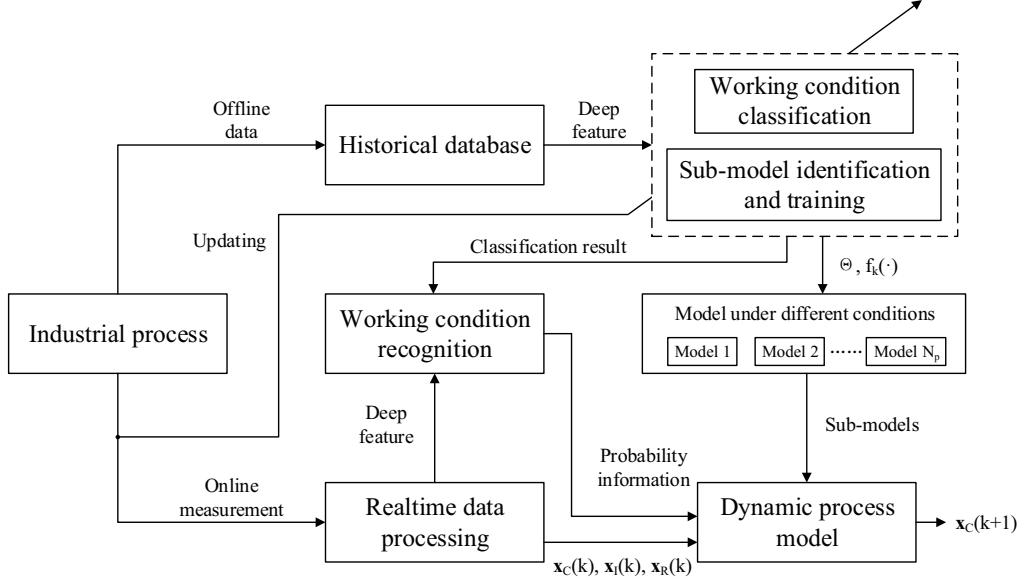 Working condition
classification
Offline
data
Deep
feature
Historical database
Sub-model identification
and training
Updating
Classification result
Θ, fₖ(·)
Industrial process
Working condition
recognition
Model under different conditions
Model 1
Model 2
······
Model Nₚ
Deep
feature
Sub-models
Probability
information
Online
measurement
Realtime data
processing
Dynamic process
model
x_C(k+1)
x_C(k), x_I(k), x_R(k)